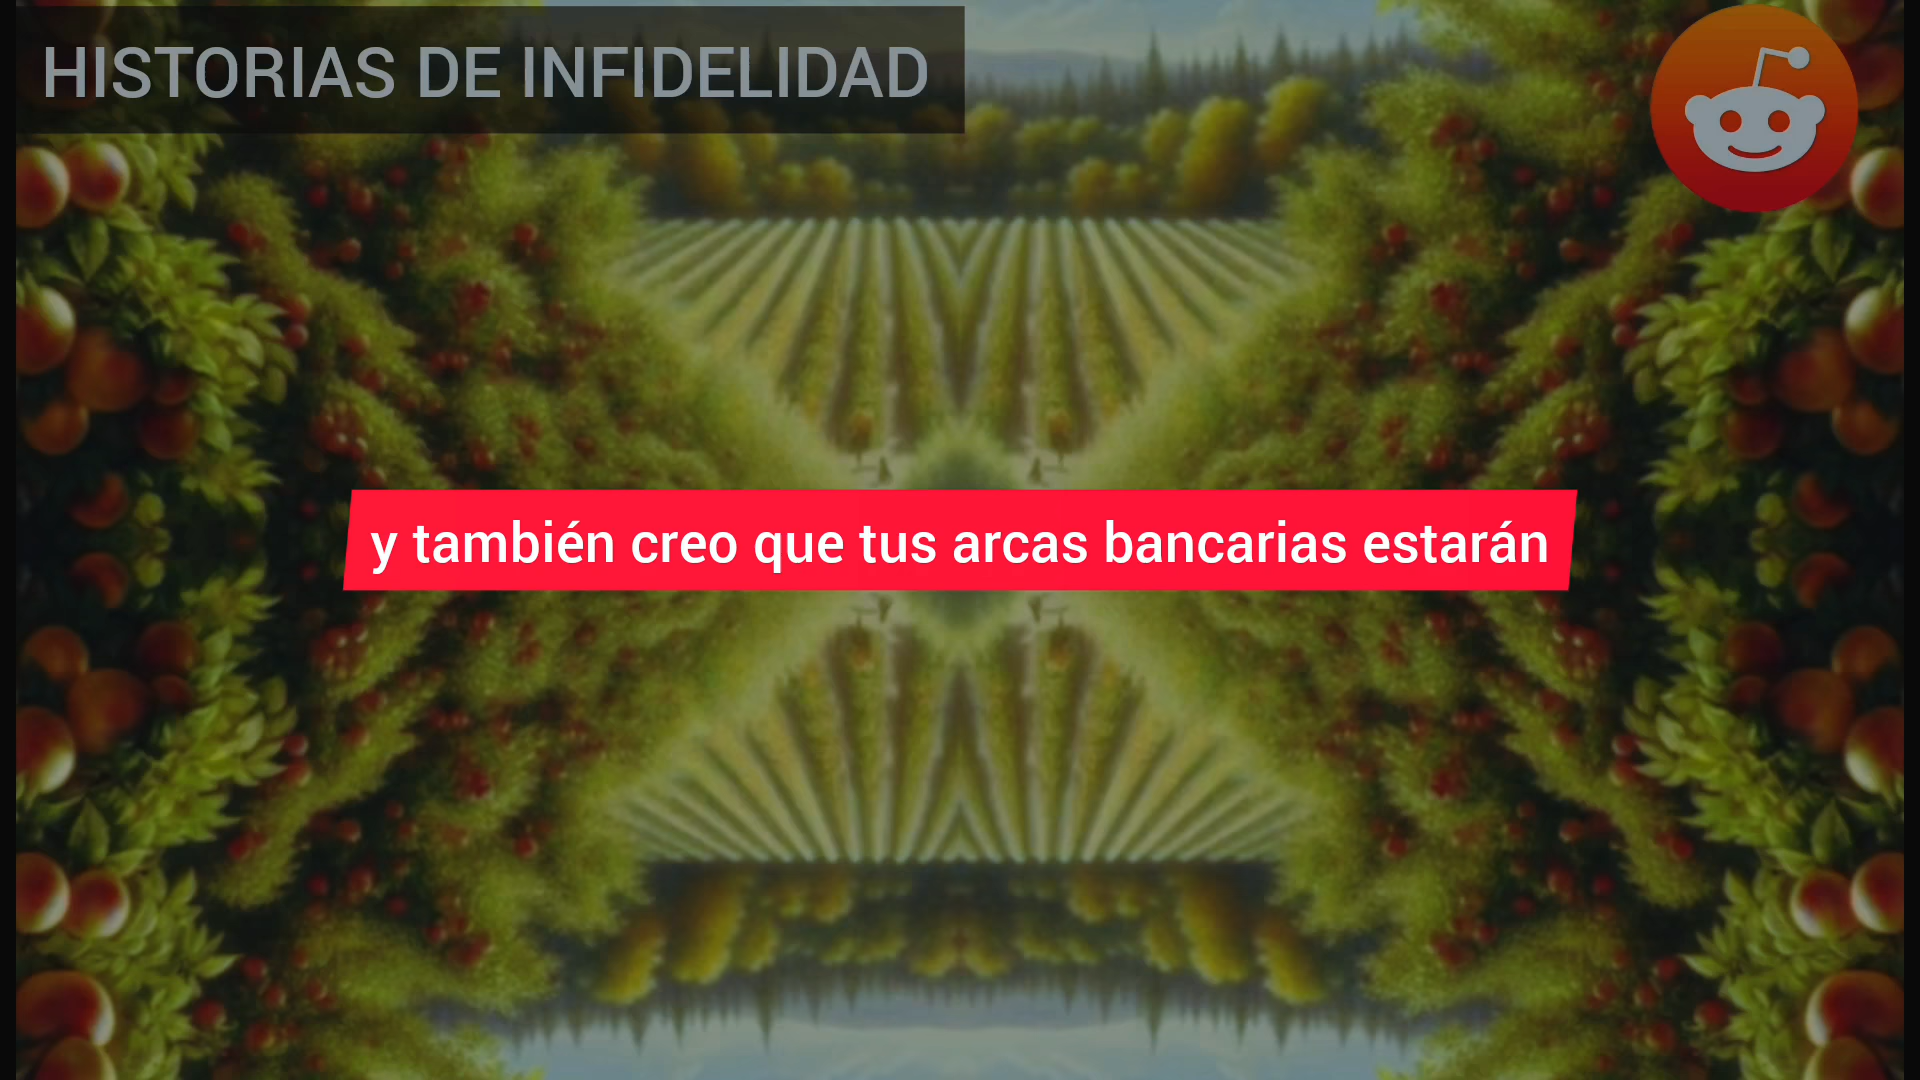 HISTORIAS DE INFIDELIDAD
y también creo que tus arcas bancarias estarán